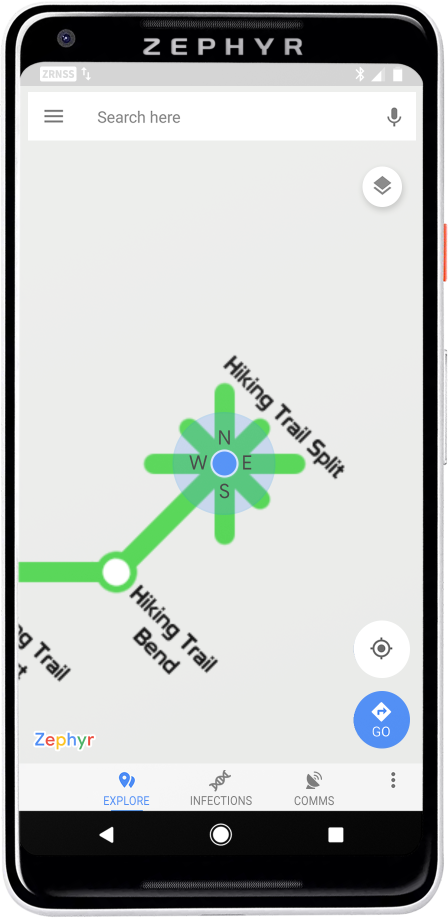 ZEPHYR
ZRNSS
Search here
Hiking Trail Split
N
W E
S
Hiking Trail
Bend
Trail
Zephyr
GO
EXPLORE INFECTIONS COMMS